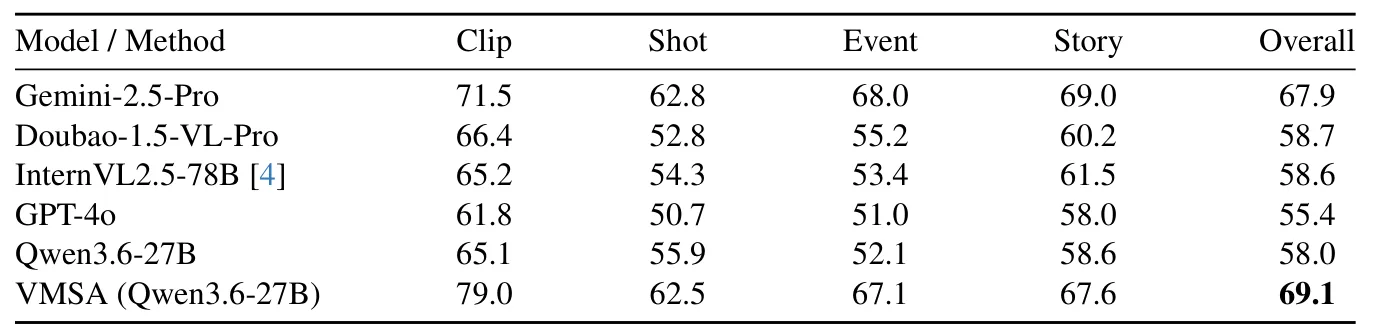 Model / Method Clip Shot Event Story Overall
Gemini-2.5-Pro 71.5 62.8 68.0 69.0 67.9
Doubao-1.5-VL-Pro 66.4 52.8 55.2 60.2 58.7
InternVL2.5-78B [4] 65.2 54.3 53.4 61.5 58.6
GPT-4o 61.8 50.7 51.0 58.0 55.4
Qwen3.6-27B 65.1 55.9 52.1 58.6 58.0
VMSA (Qwen3.6-27B) 79.0 62.5 67.1 67.6 69.1